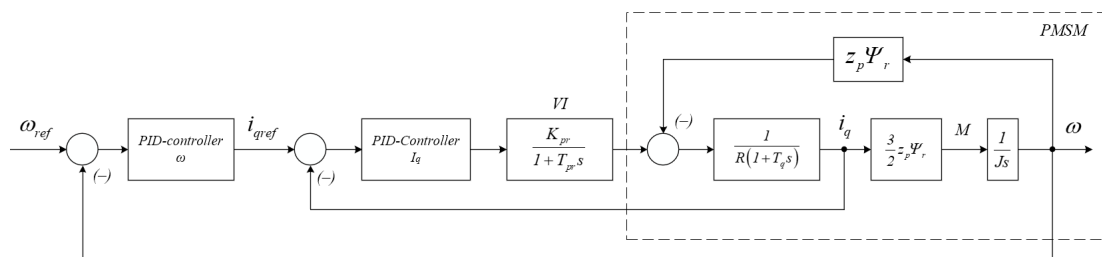 PMSM
z_p Ψ_r
ω_ref
(–)
PID-controller
ω
i_qref
(–)
PID-Controller
I_q
VI
K_pr
1 + T_pr s
(–)
1
R(1+T_q s)
i_q
3
2
z_p Ψ_r
M
1
Js
ω